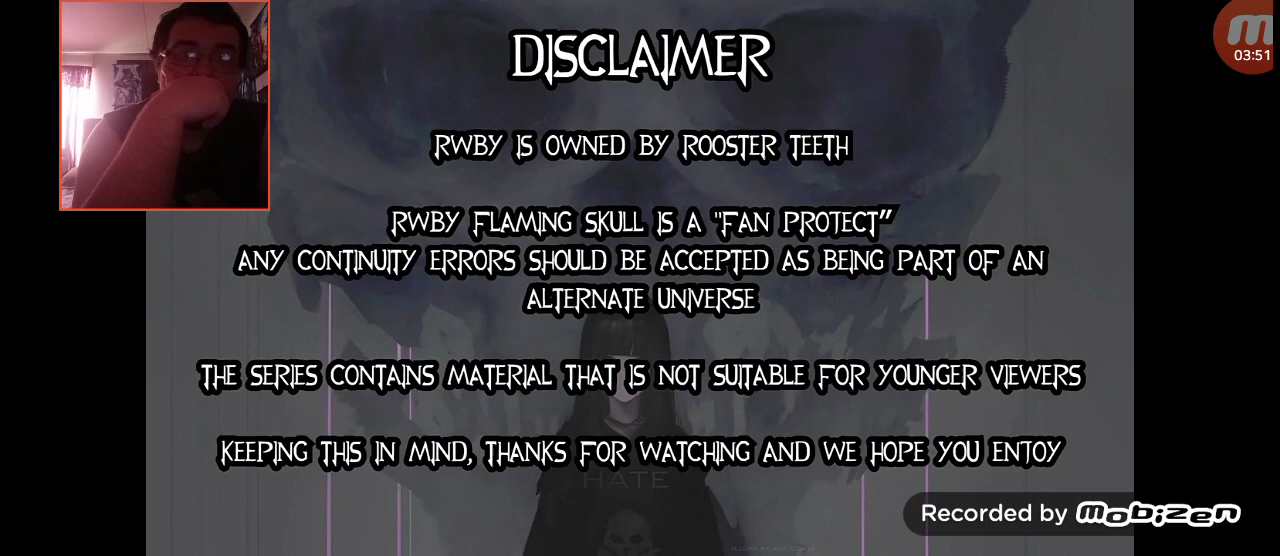 DISCLAIMER
03:51
RWBY IS OWNED BY ROOSTER TEETH
RWBY FLAMING SKULL IS A "FAN PROJECT"
ANY CONTINUITY ERRORS SHOULD BE ACCEPTED AS BEING PART OF AN
ALTERNATE UNIVERSE
THE SERIES CONTAINS MATERIAL THAT IS NOT SUITABLE FOR YOUNGER VIEWERS
KEEPING THIS IN MIND, THANKS FOR WATCHING AND WE HOPE YOU ENJOY
HATE
Recorded by mobizen